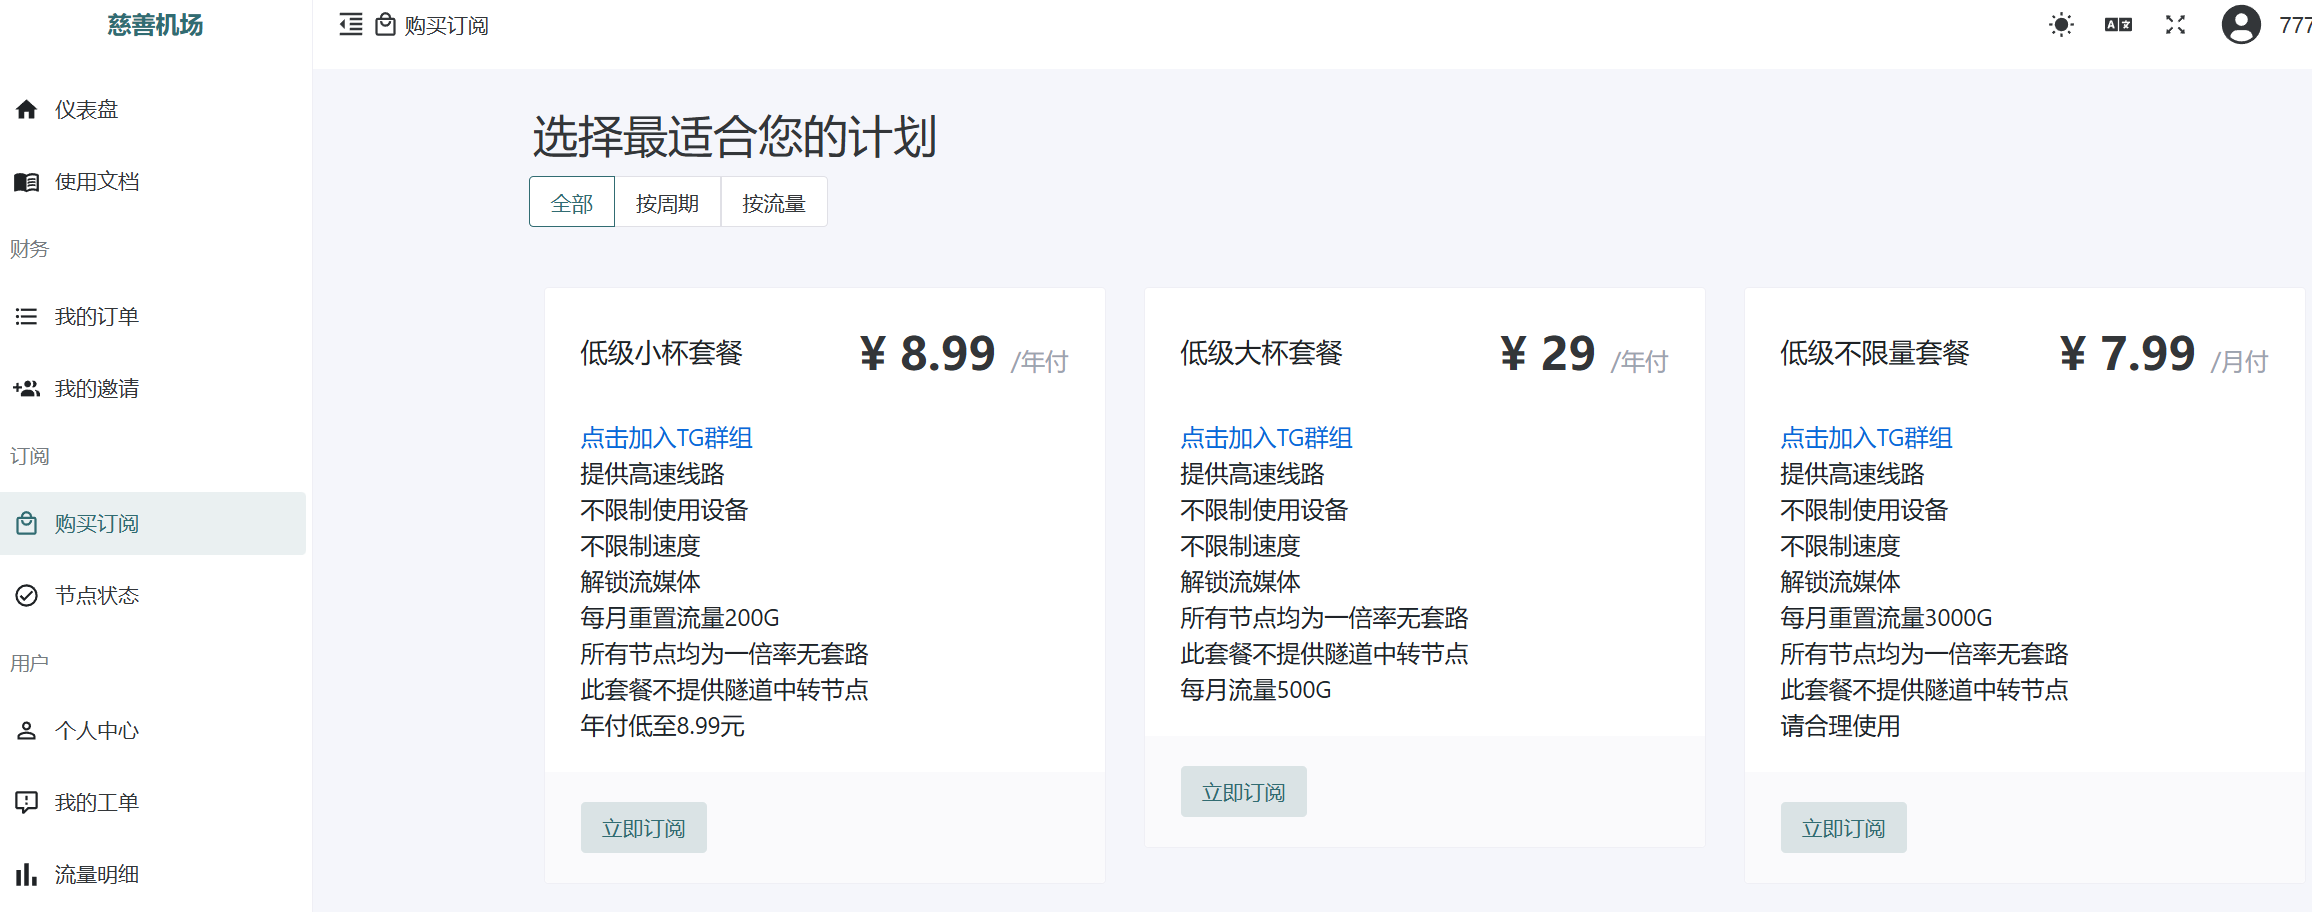 慈善机场
购买订阅
777
仪表盘
使用文档
财务
我的订单
我的邀请
订阅
购买订阅
节点状态
用户
个人中心
我的工单
流量明细
选择最适合您的计划
全部 按周期 按流量
低级小杯套餐 ¥ 8.99 /年付
点击加入TG群组
提供高速线路
不限制使用设备
不限制速度
解锁流媒体
每月重置流量200G
所有节点均为一倍率无套路
此套餐不提供隧道中转节点
年付低至8.99元
立即订阅
低级大杯套餐 ¥ 29 /年付
点击加入TG群组
提供高速线路
不限制使用设备
不限制速度
解锁流媒体
所有节点均为一倍率无套路
此套餐不提供隧道中转节点
每月流量500G
立即订阅
低级不限量套餐 ¥ 7.99 /月付
点击加入TG群组
提供高速线路
不限制使用设备
不限制速度
解锁流媒体
每月重置流量3000G
所有节点均为一倍率无套路
此套餐不提供隧道中转节点
请合理使用
立即订阅